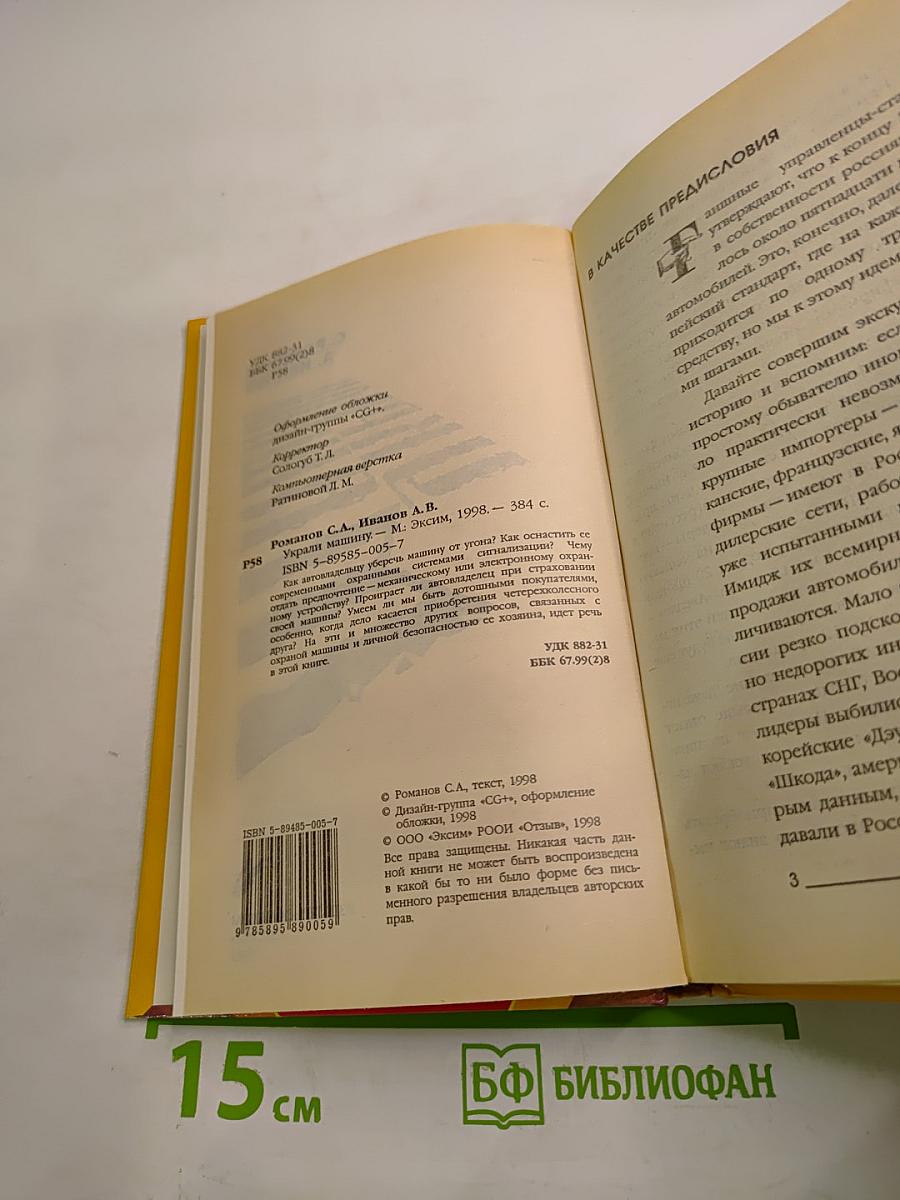 УДК 882-31
ББК 67.99(2)8
Р58
Оформление обложки
дизайн-группы «CG+».
Корректор
Сологуб Т. Л.
Компьютерная верстка
Ратиновой Л. М.
Романов С.А., Иванов А.В.
Р58 Украли машину. — М.: Эксим, 1998. — 384 с.
ISBN 5-89585-005-7
Как автовладельцу уберечь машину от угона? Как оснастить ее
современными охранными системами сигнализации? Чему
отдать предпочтение — механическому или электронному охран-
ному устройству? Проиграет ли автовладелец при страховании
своей машины? Умеем ли мы быть дотошными покупателями,
особенно, когда дело касается приобретения четерехколесного
друга? На эти и множество других вопросов, связанных с
охраной машины и личной безопасностью ее хозяина, идет речь
в этой книге.
УДК 882-31
ББК 67.99(2)8
ISBN 5-89485-005-7
9 785895 890059
© Романов С.А., текст, 1998
© Дизайн-группа «CG+», оформление
обложки, 1998
© ООО «Эксим» РООИ «Отзыв», 1998
Все права защищены. Никакая часть дан-
ной книги не может быть воспроизведена
в какой бы то ни было форме без пись-
менного разрешения владельцев авторских
прав.
В КАЧЕСТВЕ ПРЕДИСЛОВИЯ
аишные управленцы-ста
утверждают, что к концу
в собственности россия
лось около пятнадцати
автомобилей. Это, конечно, дале
пейский стандарт, где на каж
приходится по одному тр
средству, но мы к этому идем
ми шагами.
Давайте совершим экску
историю и вспомним: есл
простому обывателю ино
ло практически невозм
крупные импортеры —
канские, французские, я
фирмы — имеют в Рос
дилерские сети, рабо
уже испытанными
Имидж их всемирн
продажи автомобил
личиваются. Мало
сии резко подско
но недорогих ин
странах СНГ, Вос
лидеры выбилис
корейские «Дэу
«Шкода», амери
рым данным,
давали в Росс
3
15 см
БФ БИБЛИОФАН